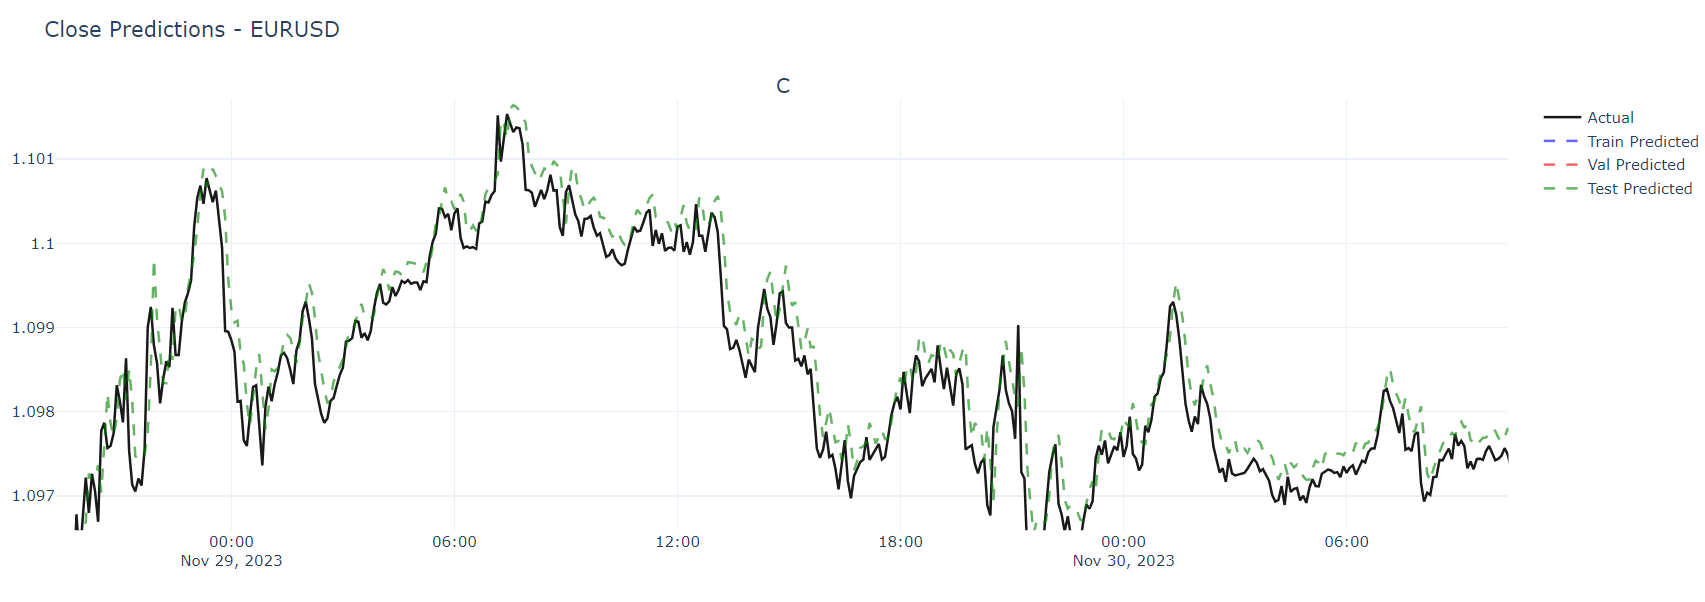 Close Predictions - EURUSD
C
Actual
Train Predicted
Val Predicted
Test Predicted
1.101
1.1
1.099
1.098
1.097
00:00
Nov 29, 2023
06:00
12:00
18:00
00:00
Nov 30, 2023
06:00